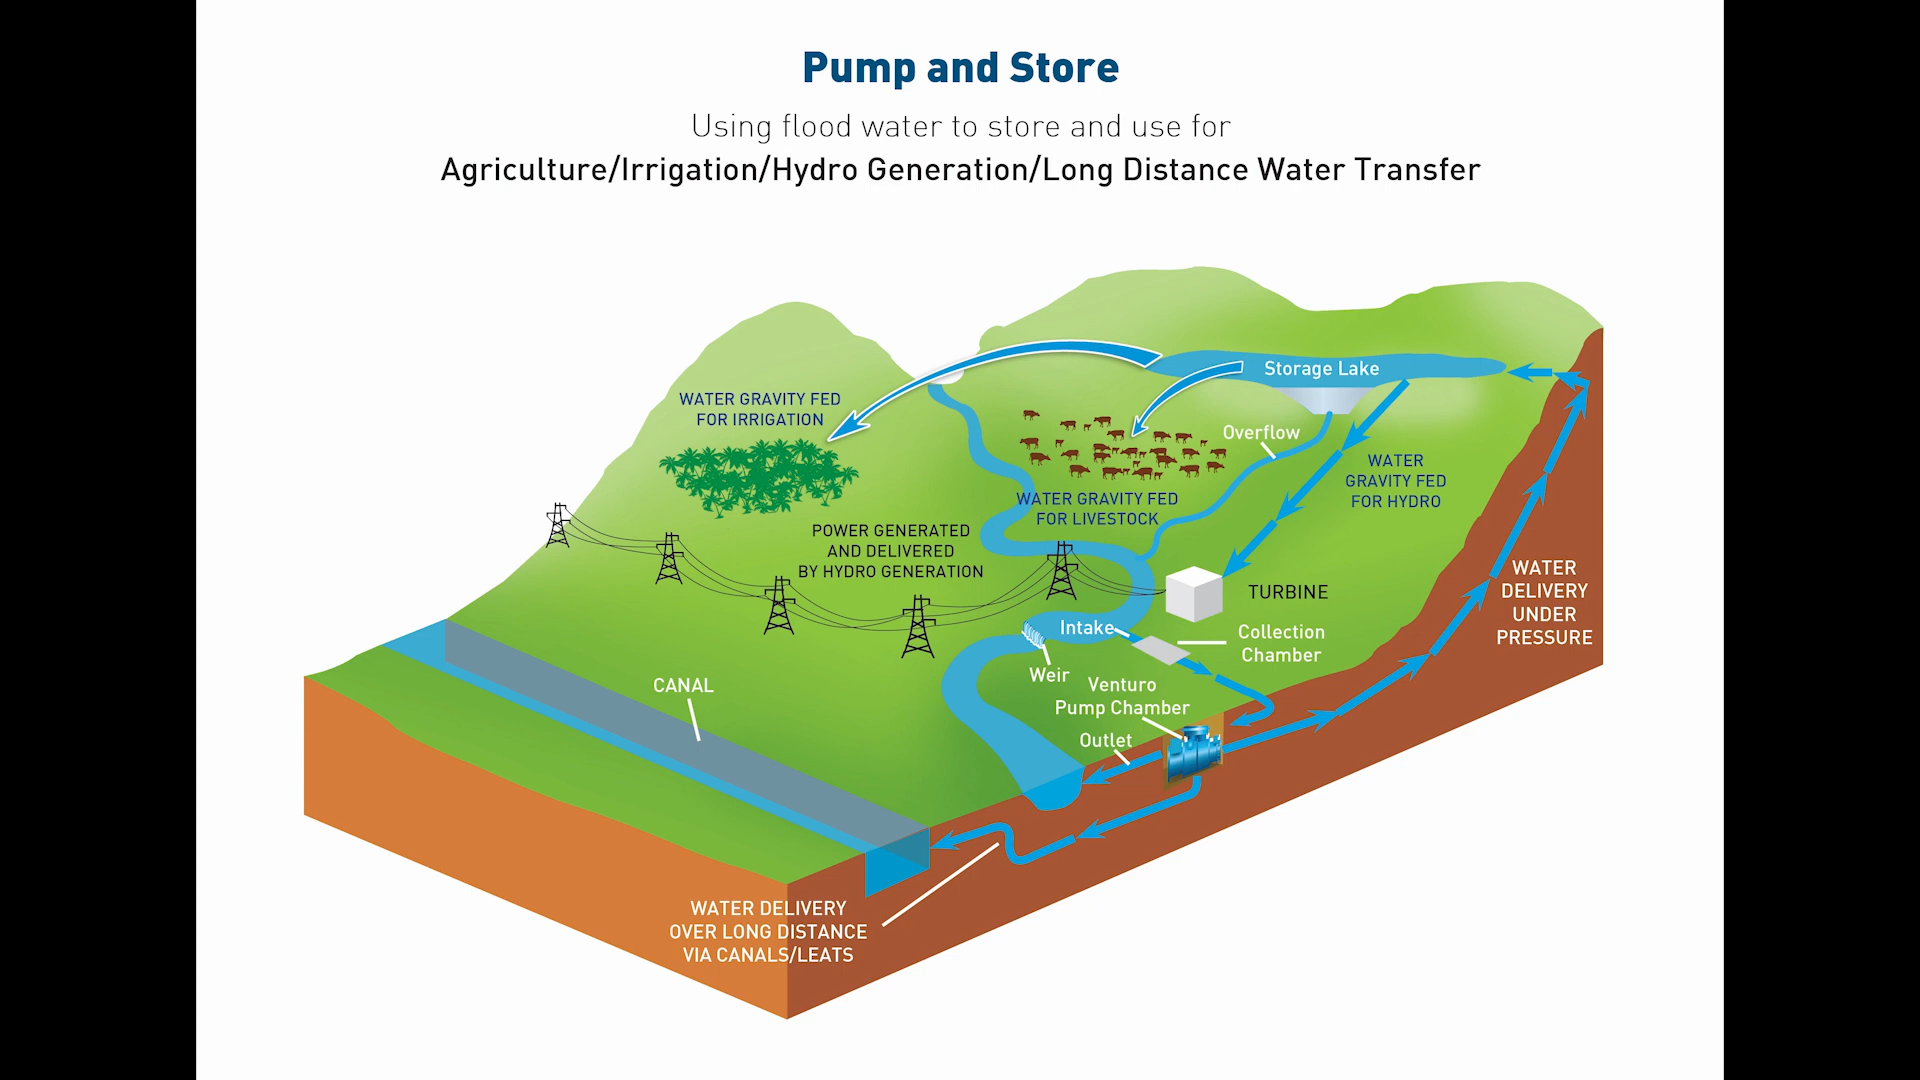 Pump and Store
Using flood water to store and use for
Agriculture/Irrigation/Hydro Generation/Long Distance Water Transfer
Storage Lake
WATER GRAVITY FED
FOR IRRIGATION
Overflow
WATER
GRAVITY FED
FOR HYDRO
WATER GRAVITY FED
FOR LIVESTOCK
POWER GENERATED
AND DELIVERED
BY HYDRO GENERATION
WATER
DELIVERY
UNDER
PRESSURE
TURBINE
Intake
Collection
Chamber
Weir
Venturo
Pump Chamber
CANAL
Outlet
WATER DELIVERY
OVER LONG DISTANCE
VIA CANALS/LEATS